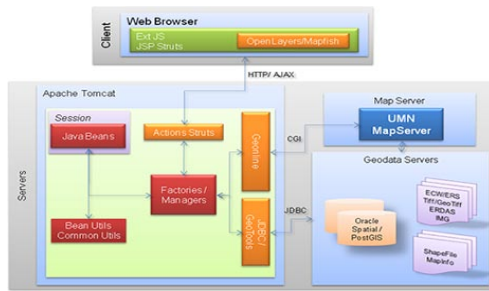 Client
Web Browser
Ext JS
JSP Struts
Open Layers/Mapfish
HTTP/ AJAX
Servers
Apache Tomcat
Session
Java Beans
Actions Struts
Geonline
Factories /
Managers
Bean Utils
Common Utils
JDBC/
GeoTools
CGI
JDBC
Map Server
UMN
MapServer
Geodata Servers
Oracle
Spatial /
PostGIS
ECW/ERS
Tiff/GeoTiff
ERDAS
IMG
ShapeFile
MapInfo